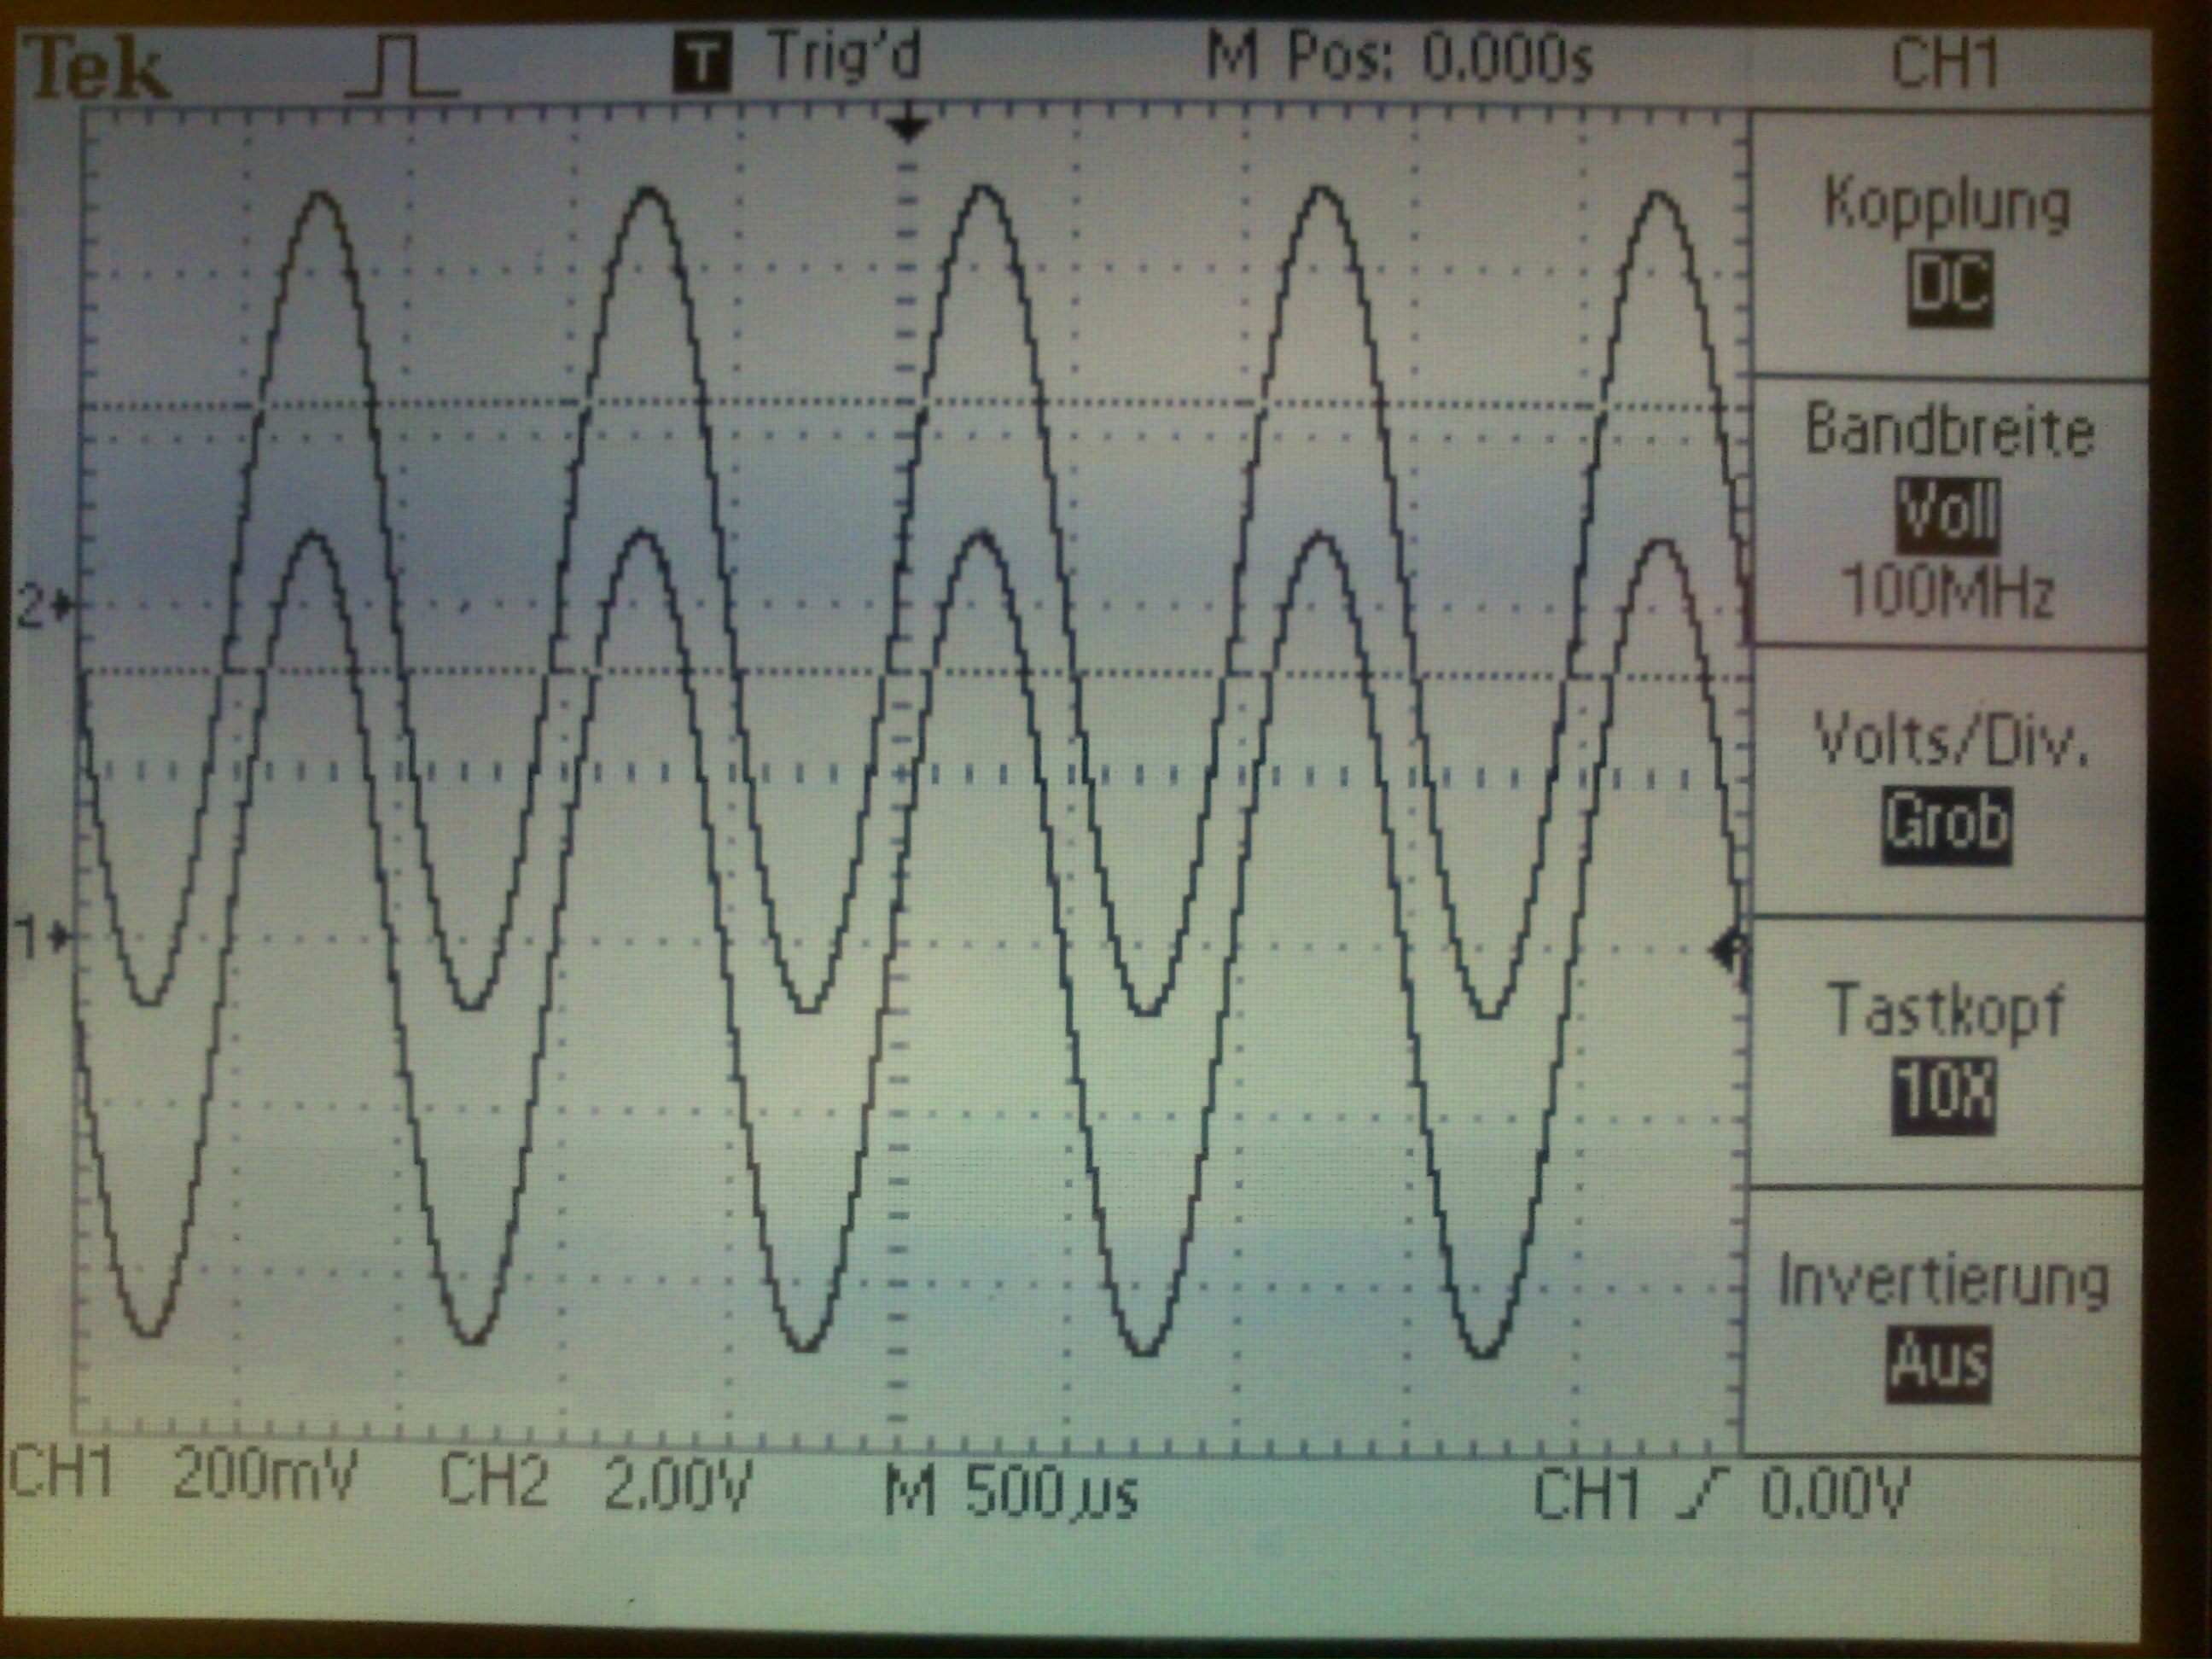 Tek T Trig'd M Pos: 0.000s CH1
Kopplung
DC
Bandbreite
Voll
100MHz
2
Volts/Div.
Grob
1
Tastkopf
10X
Invertierung
Aus
CH1 200mV CH2 2.00V M 500µs CH1 0.00V